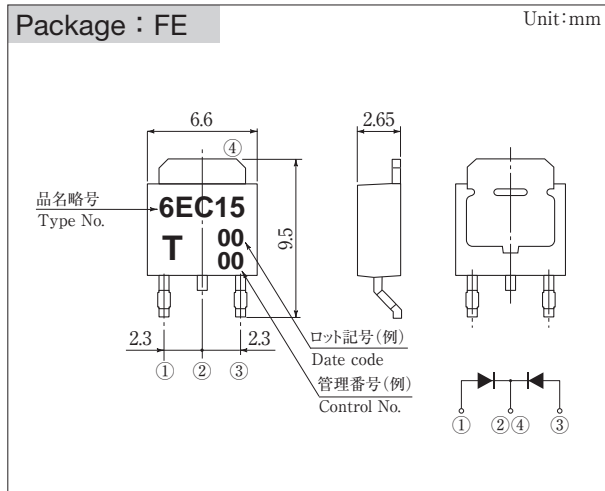 Package : FE
Unit:mm
6.6
2.65
④
品名略号
Type No.
6EC15
T 00
00
9.5
2.3
2.3
①
②
③
ロット記号(例)
Date code
管理番号(例)
Control No.
①
②④
③